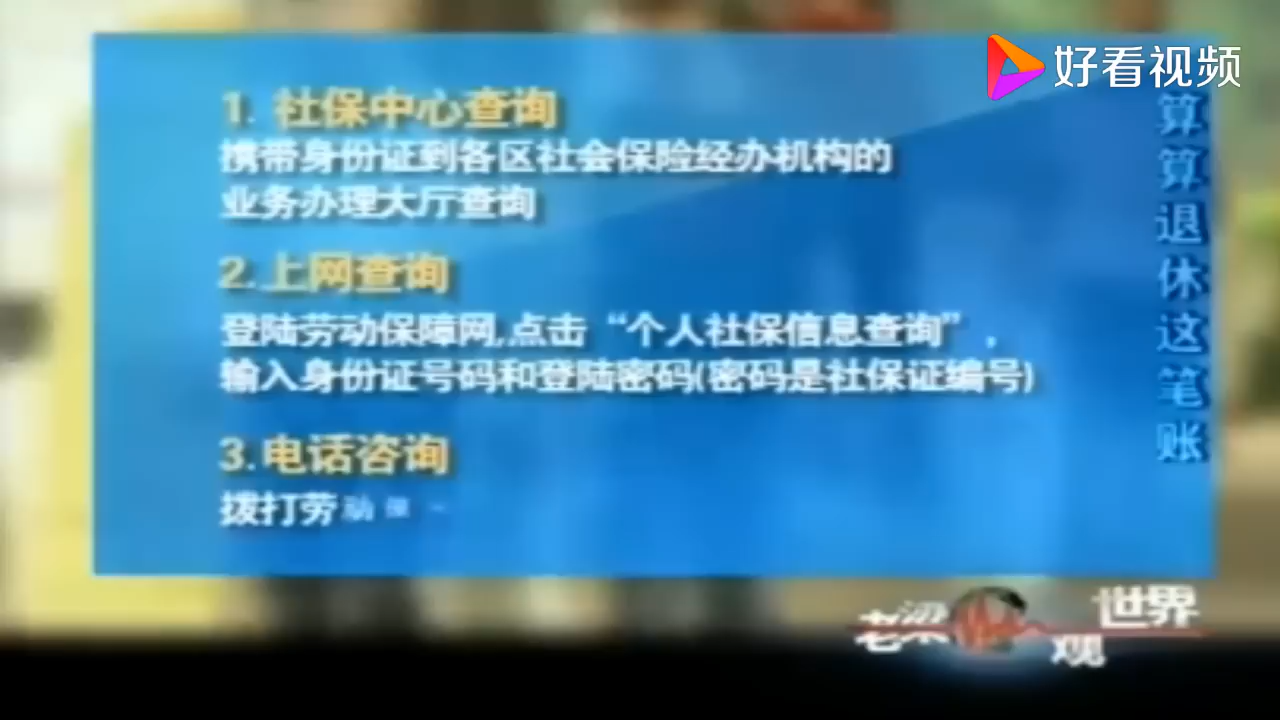 好看视频
算算退休这笔账
1. 社保中心查询
携带身份证到各区社会保险经办机构的
业务办理大厅查询
2.上网查询
登陆劳动保障网,点击“个人社保信息查询”,
输入身份证号码和登陆密码(密码是社保证编号)
3.电话咨询
拨打劳动保
老梁观世界